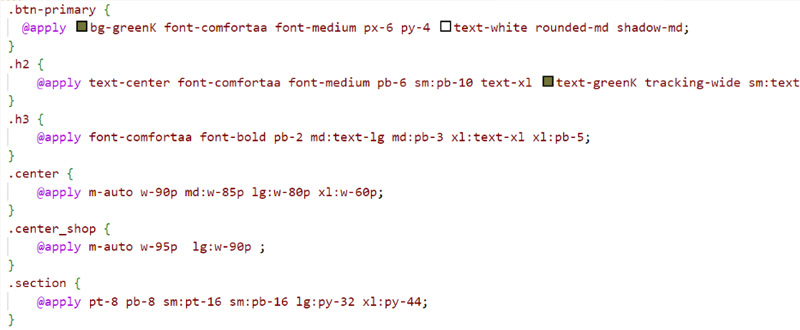 .btn-primary {
@apply bg-greenK font-comfortaa font-medium px-6 py-4 text-white rounded-md shadow-md;
}
.h2 {
@apply text-center font-comfortaa font-medium pb-6 sm:pb-10 text-xl text-greenK tracking-wide sm:text
}
.h3 {
@apply font-comfortaa font-bold pb-2 md:text-lg md:pb-3 xl:text-xl xl:pb-5;
}
.center {
@apply m-auto w-90p md:w-85p lg:w-80p xl:w-60p;
}
.center_shop {
@apply m-auto w-95p  lg:w-90p ;
}
.section {
@apply pt-8 pb-8 sm:pt-16 sm:pb-16 lg:py-32 xl:py-44;
}